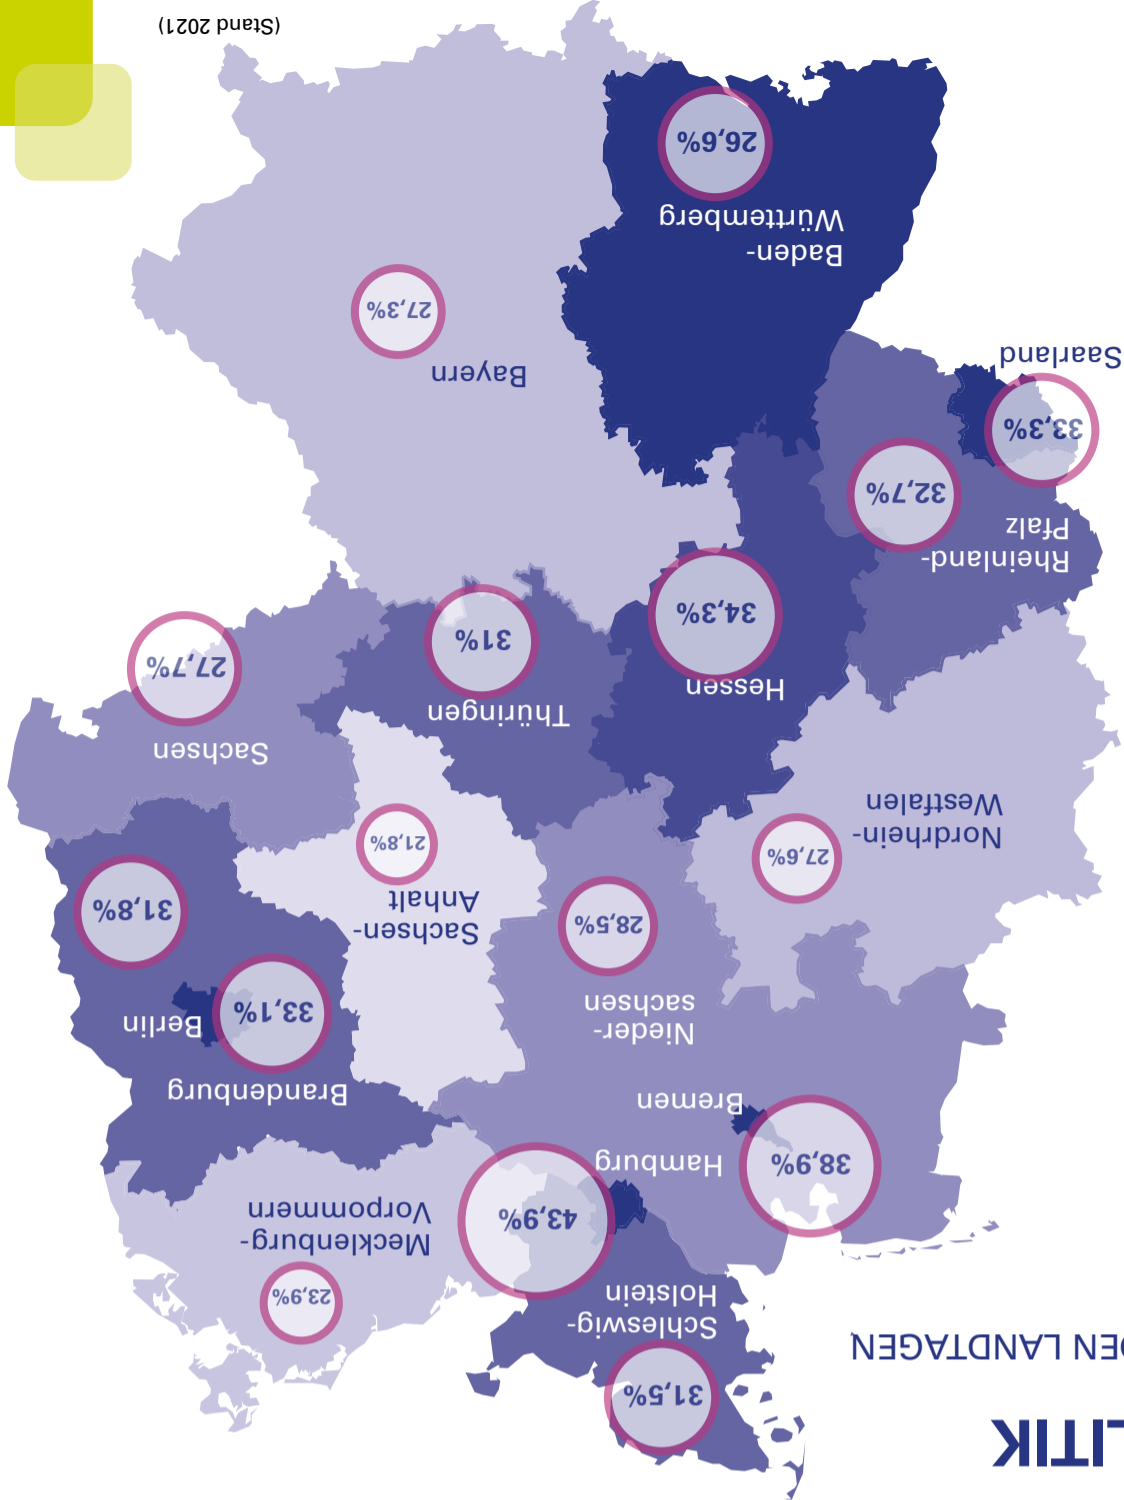 LITIK
DEN LANDTAGEN
31,5%
Schleswig-
Holstein
23,9%
Mecklenburg-
Vorpommern
43,9%
Hamburg
38,9%
Bremen
Brandenburg
33,1%
Berlin
31,8%
Nieder-
sachsen
28,5%
Sachsen-
Anhalt
21,8%
Nordrhein-
Westfalen
27,6%
Sachsen
27,7%
Thüringen
31%
Hessen
34,3%
Rheinland-
Pfalz
32,7%
Saarland
33,3%
Bayern
27,3%
Baden-
Württemberg
26,6%
(Stand 2021)